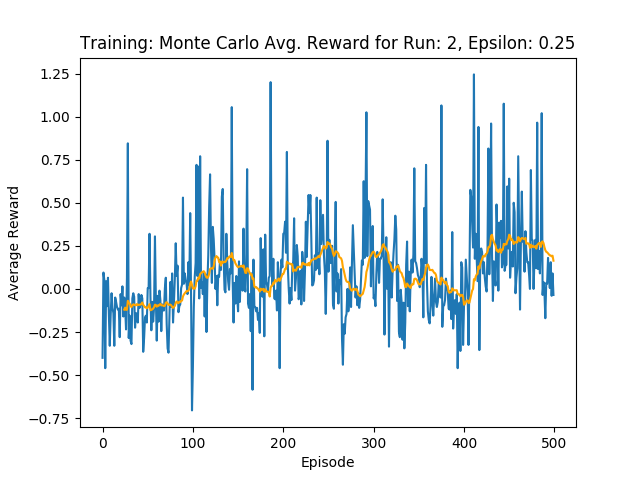 Training: Monte Carlo Avg. Reward for Run: 2, Epsilon: 0.25
1.25
1.00
0.75
0.50
0.25
0.00
−0.25
−0.50
−0.75
Average Reward
0 100 200 300 400 500
Episode